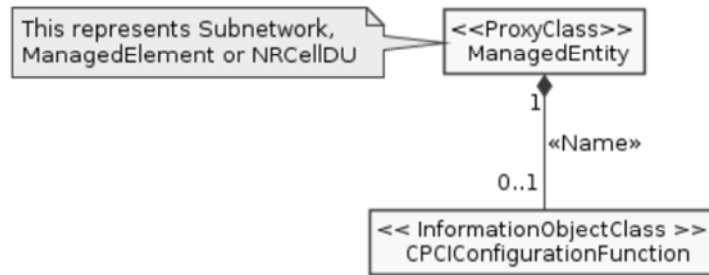 This represents Subnetwork,
ManagedElement or NRCellDU
<<ProxyClass>>
ManagedEntity
1
«Name»
0..1
<< InformationObjectClass >>
CPCIConfigurationFunction